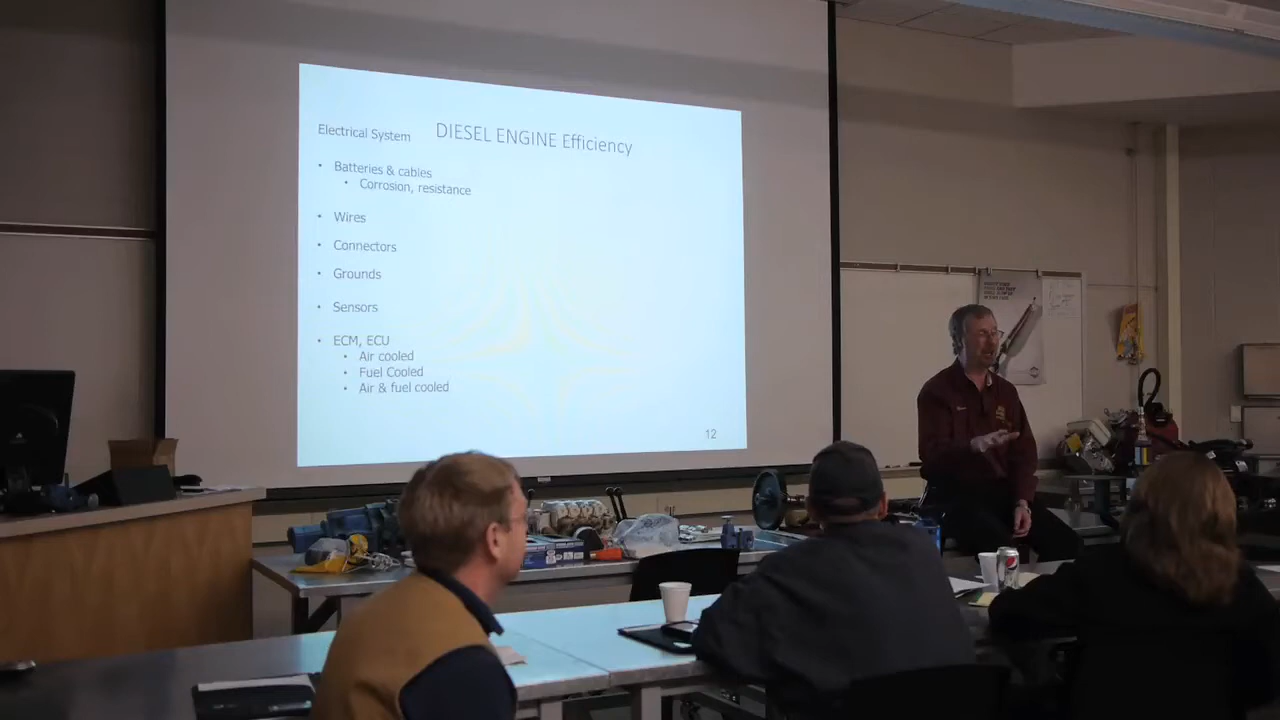 Electrical System
DIESEL ENGINE Efficiency
• Batteries & cables
• Corrosion, resistance
• Wires
• Connectors
• Grounds
• Sensors
• ECM, ECU
• Air cooled
• Fuel Cooled
• Air & fuel cooled
12